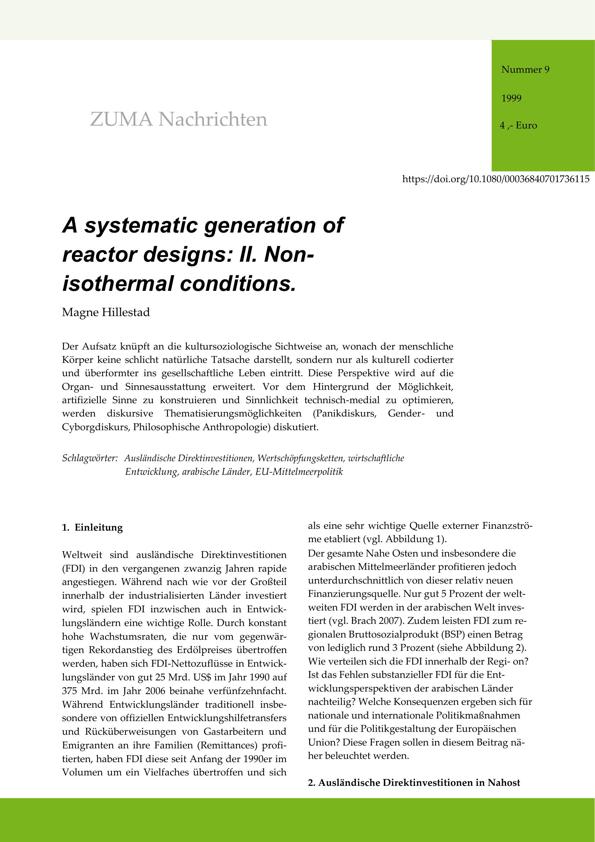 Nummer 9
1999
4 ,- Euro
ZUMA Nachrichten
https://doi.org/10.1080/00036840701736115
A systematic generation of
reactor designs: II. Non-
isothermal conditions.
Magne Hillestad
Der Aufsatz knüpft an die kultursoziologische Sichtweise an, wonach der menschliche
Körper keine schlicht natürliche Tatsache darstellt, sondern nur als kulturell codierter
und überformter ins gesellschaftliche Leben eintritt. Diese Perspektive wird auf die
Organ- und Sinnesausstattung erweitert. Vor dem Hintergrund der Möglichkeit,
artifizielle Sinne zu konstruieren und Sinnlichkeit technisch-medial zu optimieren,
werden diskursive Thematisierungsmöglichkeiten (Panikdiskurs, Gender- und
Cyborgdiskurs, Philosophische Anthropologie) diskutiert.
Schlagwörter: Ausländische Direktinvestitionen, Wertschöpfungsketten, wirtschaftliche
Entwicklung, arabische Länder, EU-Mittelmeerpolitik
1. Einleitung
Weltweit sind ausländische Direktinvestitionen
(FDI) in den vergangenen zwanzig Jahren rapide
angestiegen. Während nach wie vor der Großteil
innerhalb der industrialisierten Länder investiert
wird, spielen FDI inzwischen auch in Entwick-
lungsländern eine wichtige Rolle. Durch konstant
hohe Wachstumsraten, die nur vom gegenwär-
tigen Rekordanstieg des Erdölpreises übertroffen
werden, haben sich FDI-Nettozuflüsse in Entwick-
lungsländer von gut 25 Mrd. US$ im Jahr 1990 auf
375 Mrd. im Jahr 2006 beinahe verfünfzehnfacht.
Während Entwicklungsländer traditionell insbe-
sondere von offiziellen Entwicklungshilfetransfers
und Rücküberweisungen von Gastarbeitern und
Emigranten an ihre Familien (Remittances) profi-
tierten, haben FDI diese seit Anfang der 1990er im
Volumen um ein Vielfaches übertroffen und sich
als eine sehr wichtige Quelle externer Finanzströ-
me etabliert (vgl. Abbildung 1).
Der gesamte Nahe Osten und insbesondere die
arabischen Mittelmeerländer profitieren jedoch
unterdurchschnittlich von dieser relativ neuen
Finanzierungsquelle. Nur gut 5 Prozent der welt-
weiten FDI werden in der arabischen Welt inves-
tiert (vgl. Brach 2007). Zudem leisten FDI zum re-
gionalen Bruttosozialprodukt (BSP) einen Betrag
von lediglich rund 3 Prozent (siehe Abbildung 2).
Wie verteilen sich die FDI innerhalb der Regi- on?
Ist das Fehlen substanzieller FDI für die Ent-
wicklungsperspektiven der arabischen Länder
nachteilig? Welche Konsequenzen ergeben sich für
nationale und internationale Politikmaßnahmen
und für die Politikgestaltung der Europäischen
Union? Diese Fragen sollen in diesem Beitrag nä-
her beleuchtet werden.
2. Ausländische Direktinvestitionen in Nahost